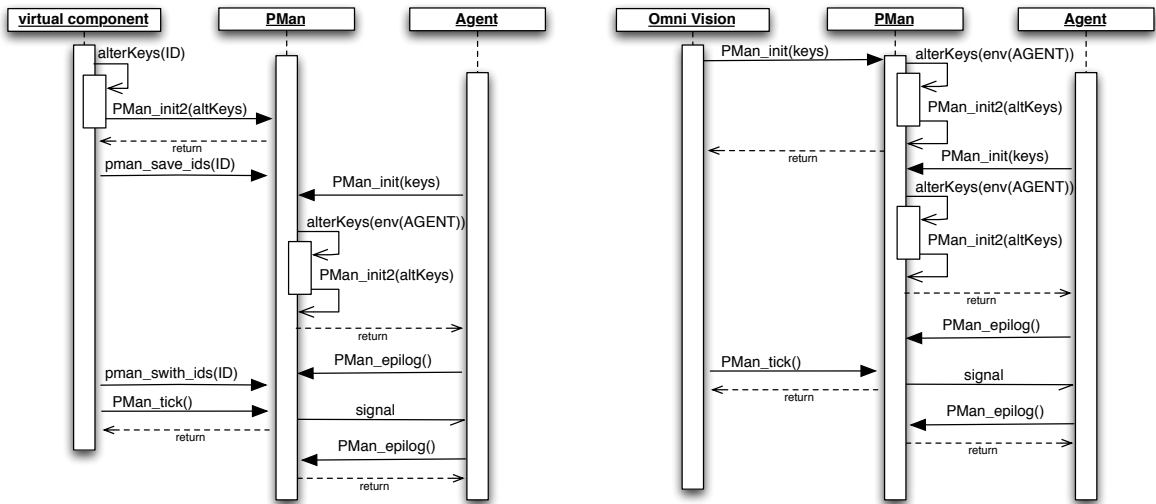 virtual component
PMan
Agent
alterKeys(ID)
PMan_init2(altKeys)
return
pman_save_ids(ID)
PMan_init(keys)
alterKeys(env(AGENT))
PMan_init2(altKeys)
return
PMan_epilog()
pman_swith_ids(ID)
PMan_tick()
signal
return
PMan_epilog()
return
Omni Vision
PMan
Agent
PMan_init(keys)
alterKeys(env(AGENT))
PMan_init2(altKeys)
return
PMan_init(keys)
alterKeys(env(AGENT))
PMan_init2(altKeys)
return
PMan_epilog()
PMan_tick()
signal
return
PMan_epilog()
return